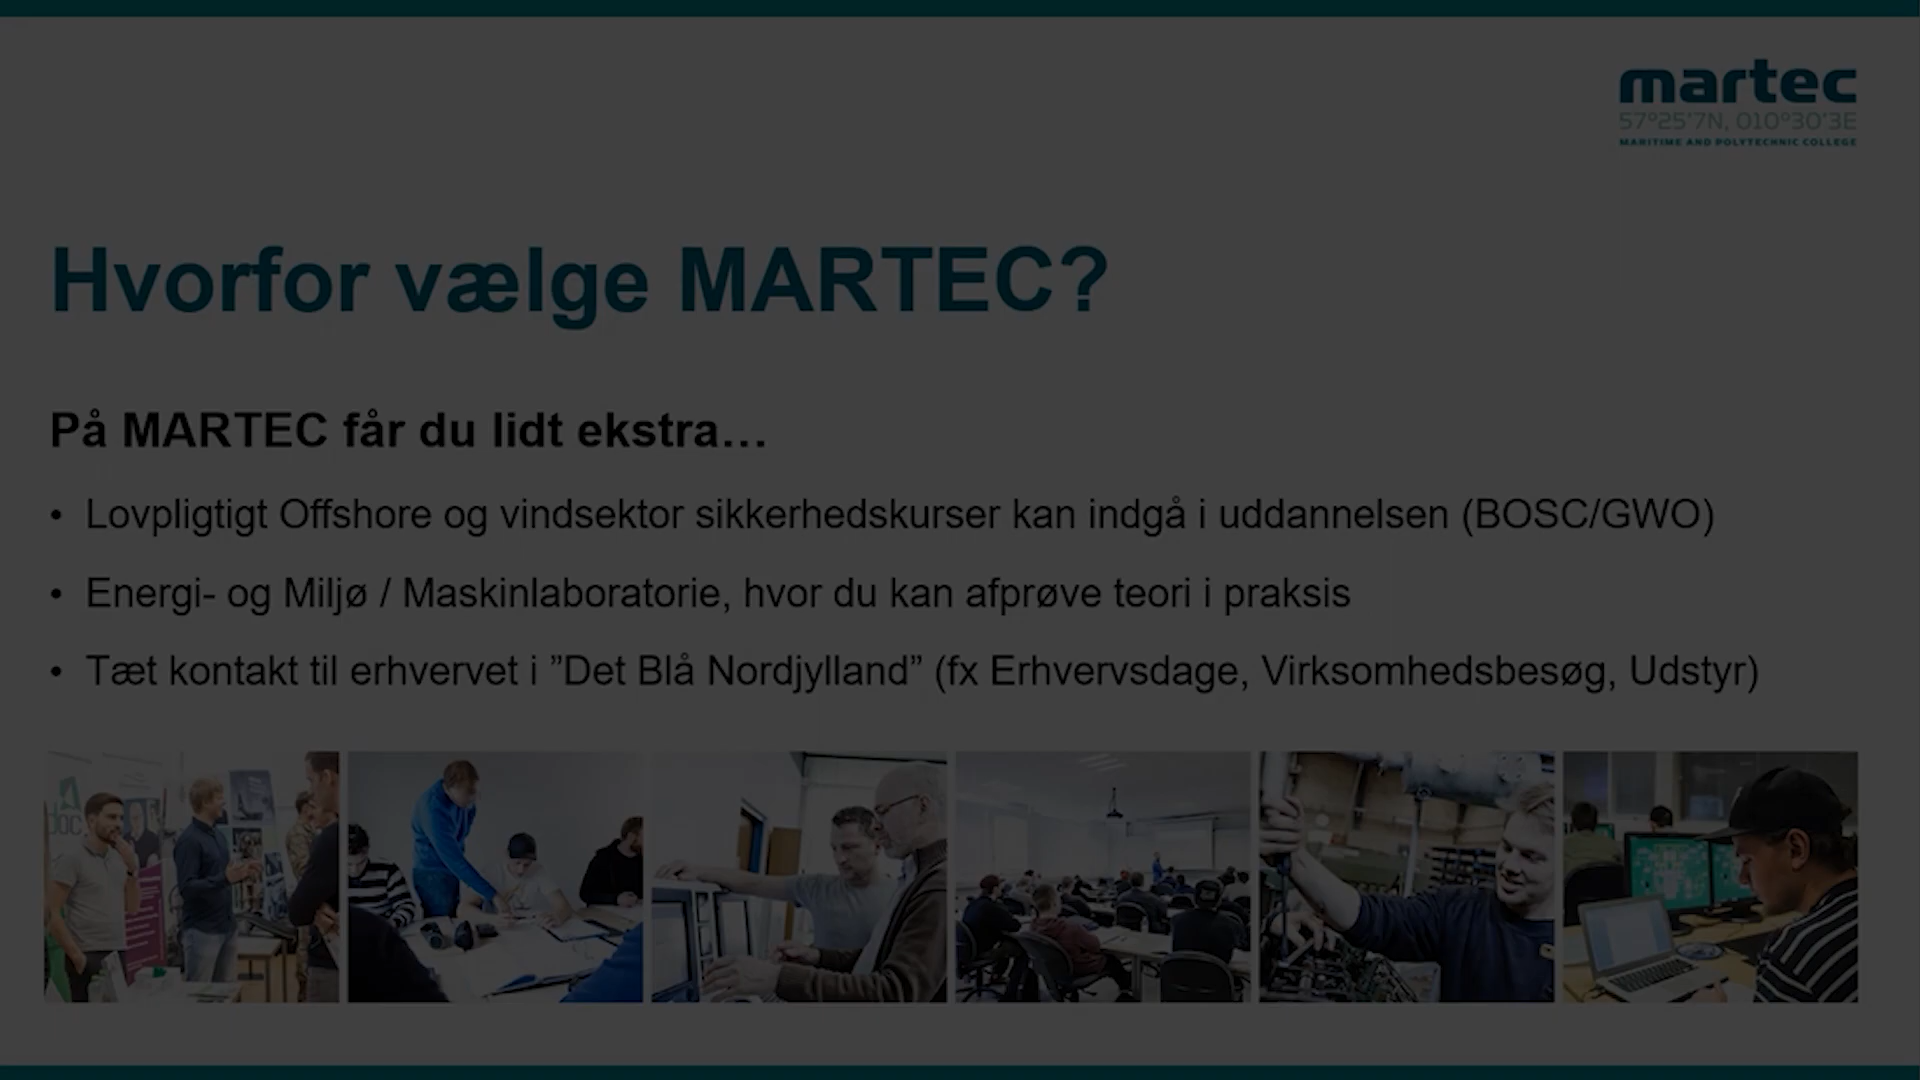 martec
57°25'7N, 010°30'3E
MARITIME AND POLYTECHNIC COLLEGE
Hvorfor vælge MARTEC?
På MARTEC får du lidt ekstra…
• Lovpligtigt Offshore og vindsektor sikkerhedskurser kan indgå i uddannelsen (BOSC/GWO)
• Energi- og Miljø / Maskinlaboratorie, hvor du kan afprøve teori i praksis
• Tæt kontakt til erhvervet i ”Det Blå Nordjylland” (fx Erhvervsdage, Virksomhedsbesøg, Udstyr)